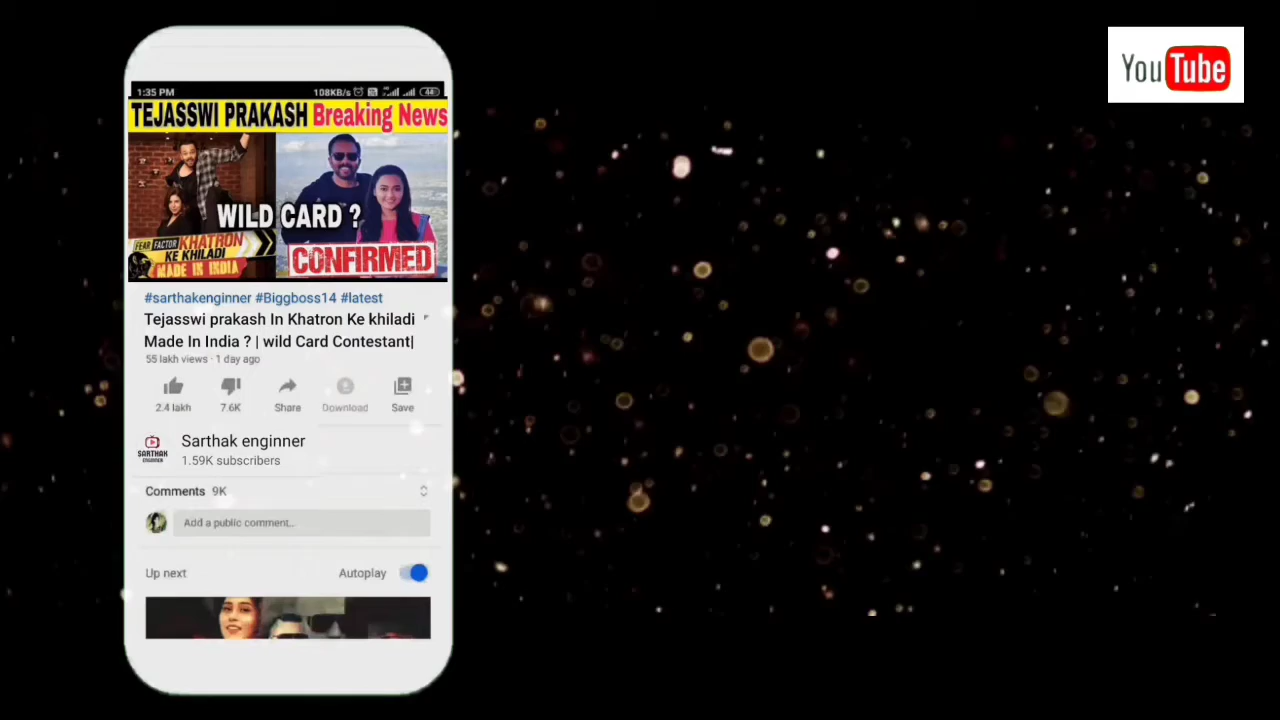 YouTube
1:35 PM 108KB/s 44
TEJASSWI PRAKASH Breaking News
WILD CARD ?
FEAR FACTOR KHATRON
KE KHILADI
MADE IN INDIA
CONFIRMED
#sarthakenginner #Biggboss14 #latest
Tejasswi prakash In Khatron Ke khiladi
Made In India ? | wild Card Contestant|
55 lakh views · 1 day ago
2.4 lakh 7.6K Share Download Save
SARTHAK
ENGINNER
Sarthak enginner
1.59K subscribers
Comments 9K
Add a public comment...
Up next Autoplay